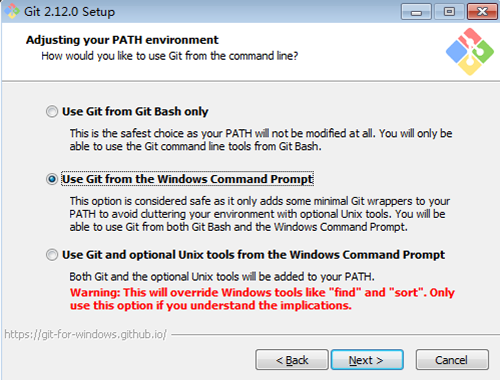 Git 2.12.0 Setup
Adjusting your PATH environment
How would you like to use Git from the command line?
Use Git from Git Bash only
This is the safest choice as your PATH will not be modified at all. You will only be
able to use the Git command line tools from Git Bash.
Use Git from the Windows Command Prompt
This option is considered safe as it only adds some minimal Git wrappers to your
PATH to avoid cluttering your environment with optional Unix tools. You will be
able to use Git from both Git Bash and the Windows Command Prompt.
Use Git and optional Unix tools from the Windows Command Prompt
Both Git and the optional Unix tools will be added to your PATH.
Warning: This will override Windows tools like "find" and "sort". Only
use this option if you understand the implications.
https://git-for-windows.github.io/
< Back Next > Cancel